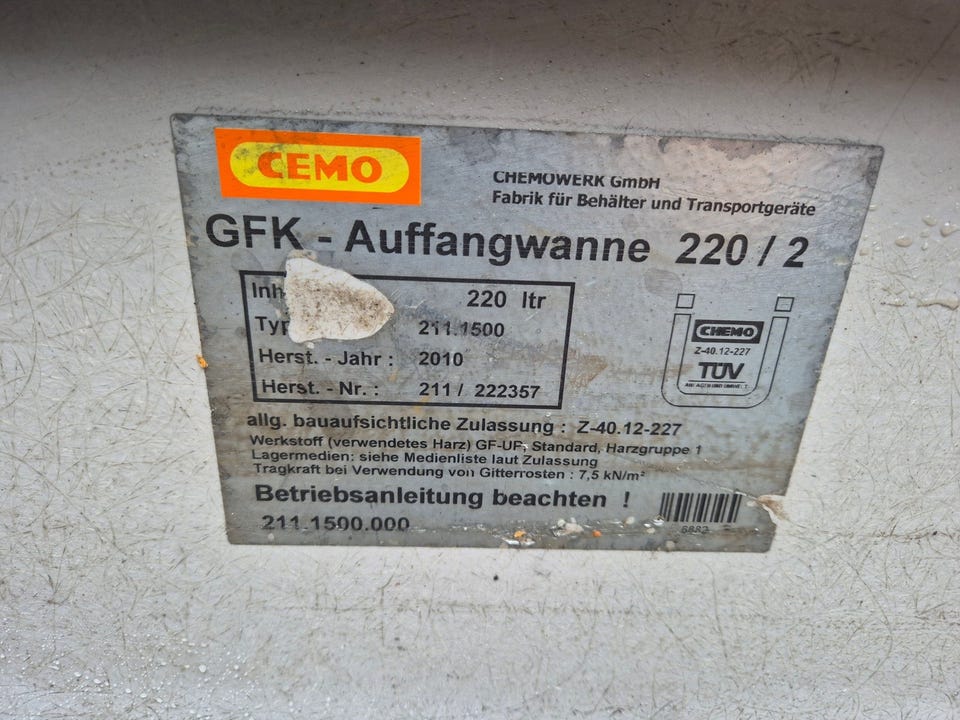 CEMO
CHEMOWERK GmbH
Fabrik für Behälter und Transportgeräte
GFK - Auffangwanne 220 / 2
220 ltr
211.1500
Herst. - Jahr : 2010
Herst. - Nr. : 211 / 222357
CHEMO
Z-40.12-227
TÜV
allg. bauaufsichtliche Zulassung : Z-40.12-227
Werkstoff (verwendetes Harz) GF-UP, Standard, Harzgruppe 1
Lagermedien: siehe Medienliste laut Zulassung
Tragkraft bei Verwendung von Gitterrosten : 7,5 kN/m²
Betriebsanleitung beachten !
211.1500.000
6882